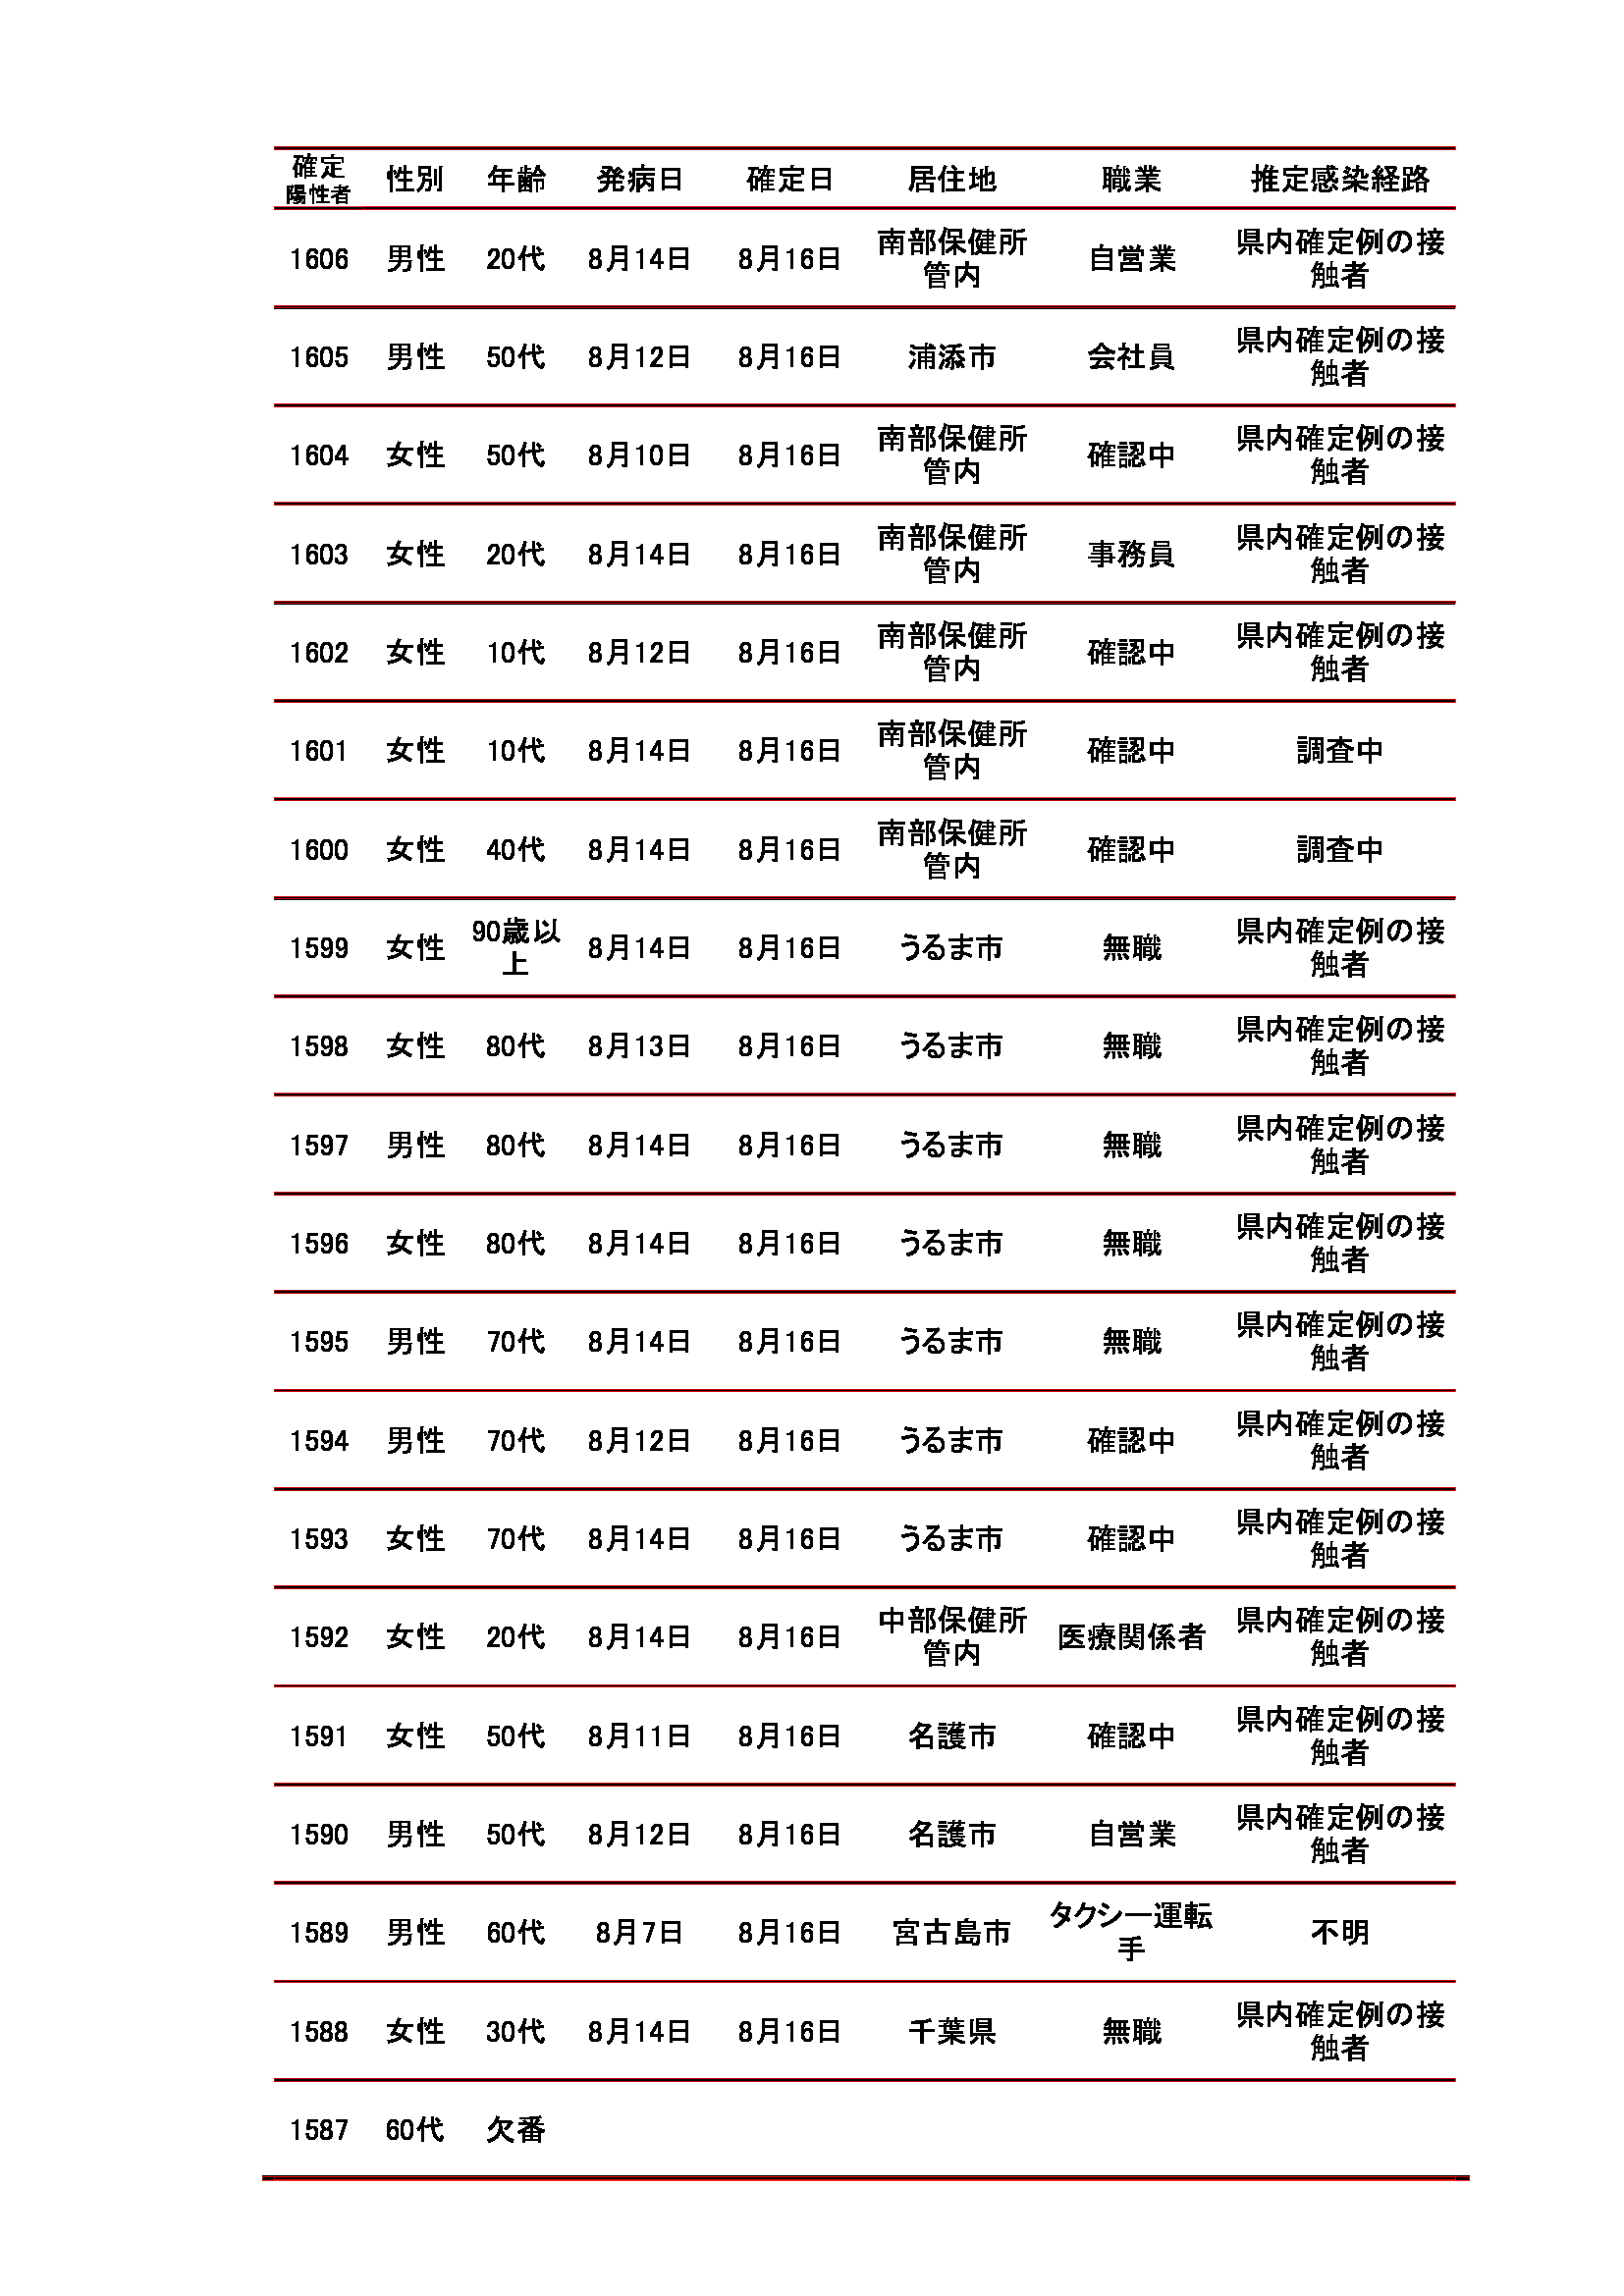 確定 性別 年齢 発病日 確定日 居住地 職業 推定感染経路
陽性者
1606 男性 20代 8月14日 8月16日 南部保健所 自営業 県内確定例の接
管内 触者
1605 男性 50代 8月12日 8月16日 浦添市 会社員 県内確定例の接
触者
1604 女性 50代 8月10日 8月16日 南部保健所 確認中 県内確定例の接
管内 触者
1603 女性 20代 8月14日 8月16日 南部保健所 事務員 県内確定例の接
管内 触者
1602 女性 10代 8月12日 8月16日 南部保健所 確認中 県内確定例の接
管内 触者
1601 女性 10代 8月14日 8月16日 南部保健所 確認中 調査中
管内
1600 女性 40代 8月14日 8月16日 南部保健所 確認中 調査中
管内
1599 女性 90歳以 8月14日 8月16日 うるま市 無職 県内確定例の接
上 触者
1598 女性 80代 8月13日 8月16日 うるま市 無職 県内確定例の接
触者
1597 男性 80代 8月14日 8月16日 うるま市 無職 県内確定例の接
触者
1596 女性 80代 8月14日 8月16日 うるま市 無職 県内確定例の接
触者
1595 男性 70代 8月14日 8月16日 うるま市 無職 県内確定例の接
触者
1594 男性 70代 8月12日 8月16日 うるま市 確認中 県内確定例の接
触者
1593 女性 70代 8月14日 8月16日 うるま市 確認中 県内確定例の接
触者
1592 女性 20代 8月14日 8月16日 中部保健所 医療関係者 県内確定例の接
管内 触者
1591 女性 50代 8月11日 8月16日 名護市 確認中 県内確定例の接
触者
1590 男性 50代 8月12日 8月16日 名護市 自営業 県内確定例の接
触者
1589 男性 60代 8月7日 8月16日 宮古島市 タクシー運転 不明
手
1588 女性 30代 8月14日 8月16日 千葉県 無職 県内確定例の接
触者
1587 60代 欠番